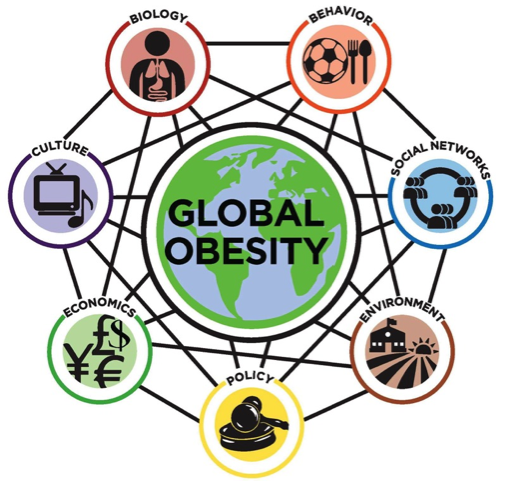 BIOLOGY
BEHAVIOR
CULTURE
SOCIAL NETWORKS
GLOBAL
OBESITY
ECONOMICS
£$
¥€
ENVIRONMENT
POLICY